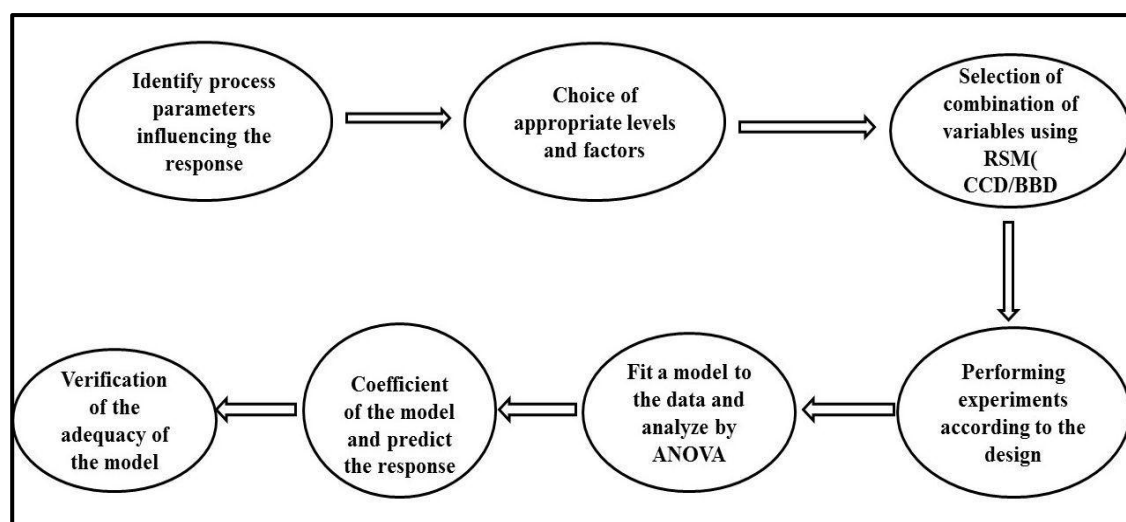 Identify process
parameters
influencing the
response
Choice of
appropriate levels
and factors
Selection of
combination of
variables using
RSM(
CCD/BBD
Performing
experiments
according to the
design
Fit a model to
the data and
analyze by
ANOVA
Coefficient
of the model
and predict
the response
Verification
of the
adequacy of
the model